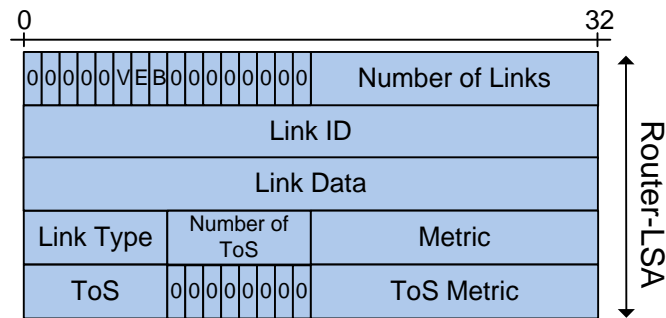 0 32
0 0 0 0 0 V E B 0 0 0 0 0 0 0 0 Number of Links
Link ID
Link Data
Link Type Number of ToS Metric
ToS 0 0 0 0 0 0 0 0 ToS Metric
Router-LSA